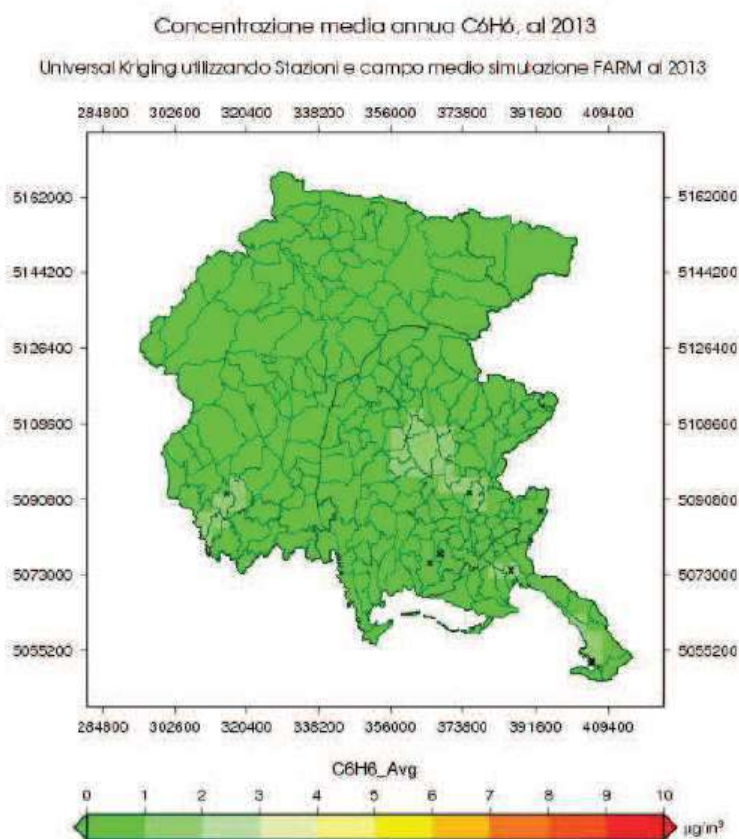 Concentrazione media annua C6H6, al 2013
Universal Kriging utilizzando Stazioni e campo medio simulazione FARM al 2013
284800 302600 320400 338200 356000 373800 391600 409400
5162000 5162000
5144200 5144200
5126400 5126400
5108600 5108600
5090800 5090800
5073000 5073000
5055200 5055200
284800 302600 320400 338200 356000 373800 391600 409400
C6H6_Avg
0 1 2 3 4 5 6 7 8 9 10
µg/m³